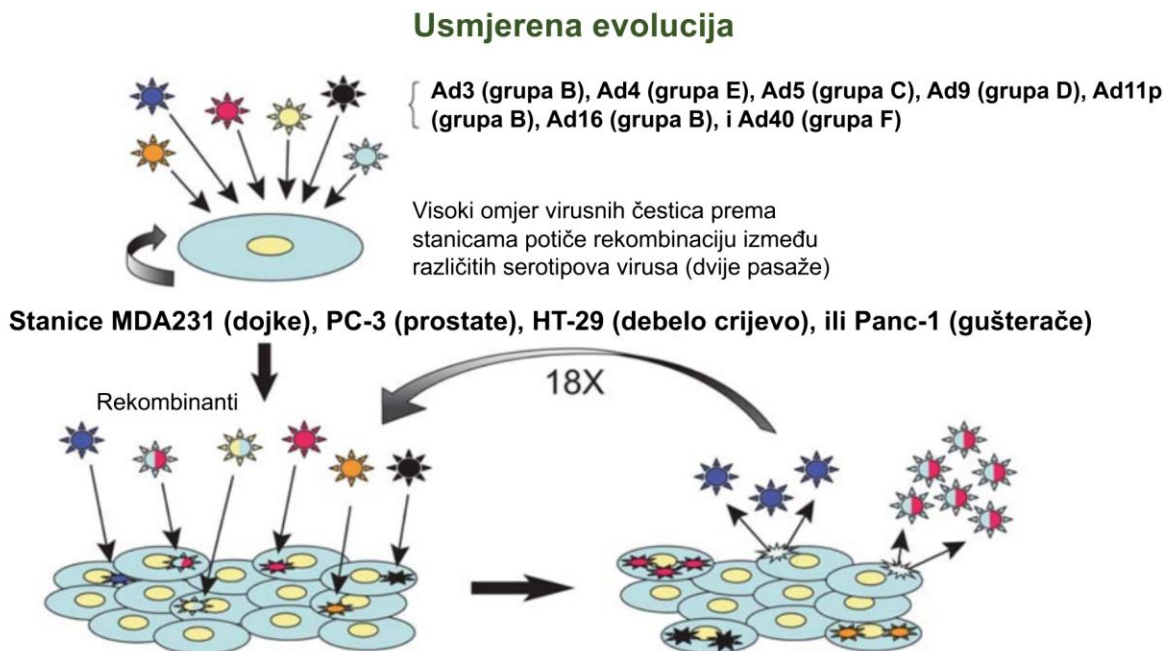 Usmjerena evolucija
Ad3 (grupa B), Ad4 (grupa E), Ad5 (grupa C), Ad9 (grupa D), Ad11p
(grupa B), Ad16 (grupa B), i Ad40 (grupa F)
Visoki omjer virusnih čestica prema
stanicama potiče rekombinaciju između
različitih serotipova virusa (dvije pasaže)
Stanice MDA231 (dojke), PC-3 (prostate), HT-29 (debelo crijevo), ili Panc-1 (gušterače)
18X
Rekombinanti